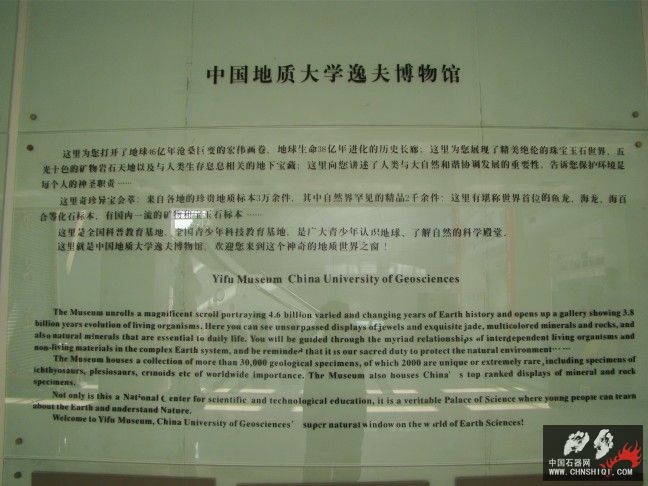 中国地质大学逸夫博物馆
这里为您打开了地球46亿年沧桑巨变的宏伟画卷，地球生命38亿年进化的历史长廊；这里为您展现了精美绝伦的珠宝玉石世界、五
光十色的矿物岩石天地以及与人类生存息息相关的地下宝藏；这里向您讲述了人类与大自然和谐协调发展的重要性，告诉您保护环境是
每个人的神圣职责……
这里奇珍异宝荟萃：来自各地的珍贵地质标本3万余件，其中自然界罕见的精品2千余件；这里有堪称世界首位的鱼龙、海龙、海百
合等化石标本，有国内一流的矿物和宝玉石标本……
这里是全国科普教育基地、全国青少年科技教育基地，是广大青少年认识地球、了解自然的科学殿堂。
这里就是中国地质大学逸夫博物馆，欢迎您来到这个神奇的地质世界之窗！
Yifu Museum China University of Geosciences
The Museum unrolls a magnificent scroll portraying 4.6 billion varied and changing years of Earth history and opens up a gallery showing 3.8
billion years evolution of living organisms. Here you can see unsurpassed displays of jewels and exquisite jade, multicolored minerals and rocks, and
also natural minerals that are essential to daily life. You will be guided through the myriad relationships of interdependent living organisms and
non-living materials in the complex Earth system, and be reminded that it is our sacred duty to protect the natural environment……
The Museum houses a collection of more than 30,000 geological specimens, of which 2000 are unique or extremely rare, including specimens of
ichthyosaurs, plesiosaurs, crinoids etc of worldwide importance. The Museum also houses China's top ranked displays of mineral and rock
specimens.
Not only is this a National Center for scientific and technological education, it is a veritable Palace of Science where young people can learn
about the Earth and understand Nature.
Welcome to Yifu Museum, China University of Geosciences' super natural window on the world of Earth Sciences!
中国石器网
WWW.CHNSHIQI.COM